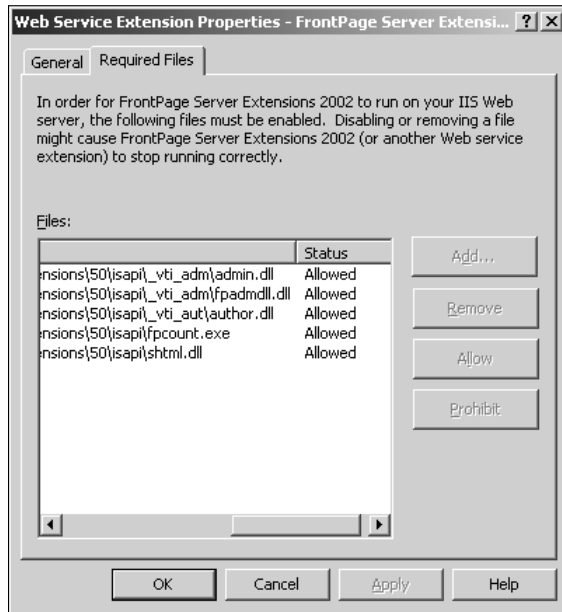 Web Service Extension Properties - FrontPage Server Extensi... ? X
General Required Files
In order for FrontPage Server Extensions 2002 to run on your IIS Web
server, the following files must be enabled.  Disabling or removing a file
might cause FrontPage Server Extensions 2002 (or another Web service
extension) to stop running correctly.
Files:
Status
ensions\50\isapi\_vti_adm\admin.dll Allowed
ensions\50\isapi\_vti_adm\fpadmdll.dll Allowed
ensions\50\isapi\_vti_aut\author.dll Allowed
ensions\50\isapi\fpcount.exe Allowed
ensions\50\isapi\shtml.dll Allowed
Add...
Remove
Allow
Prohibit
OK Cancel Apply Help